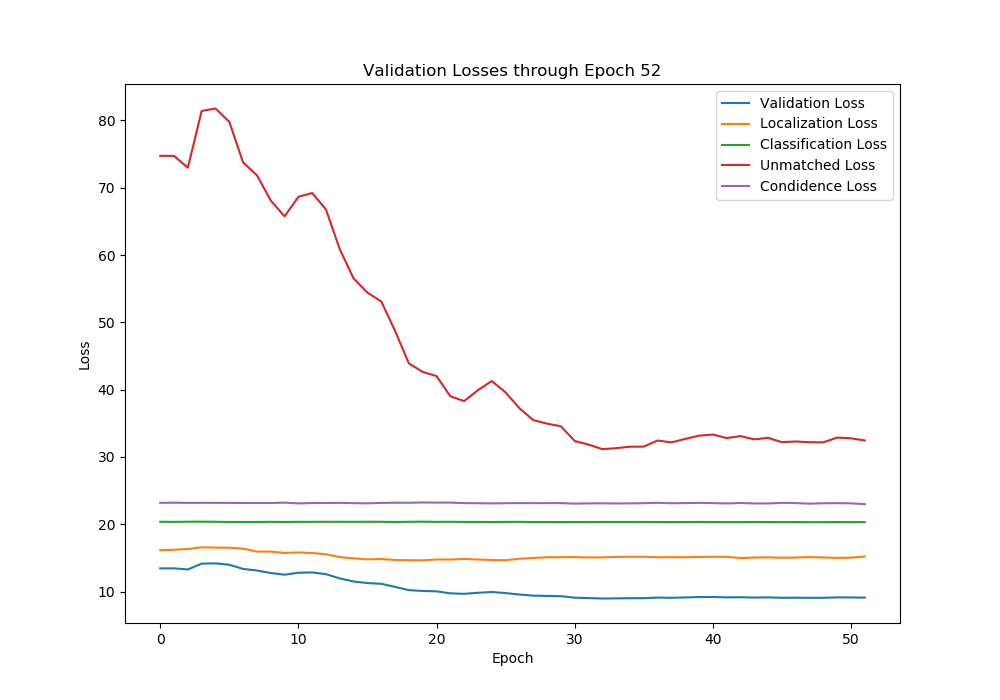 Validation Losses through Epoch 52
Validation Loss
Localization Loss
Classification Loss
Unmatched Loss
Condidence Loss
Loss
80
70
60
50
40
30
20
10
0 10 20 30 40 50
Epoch